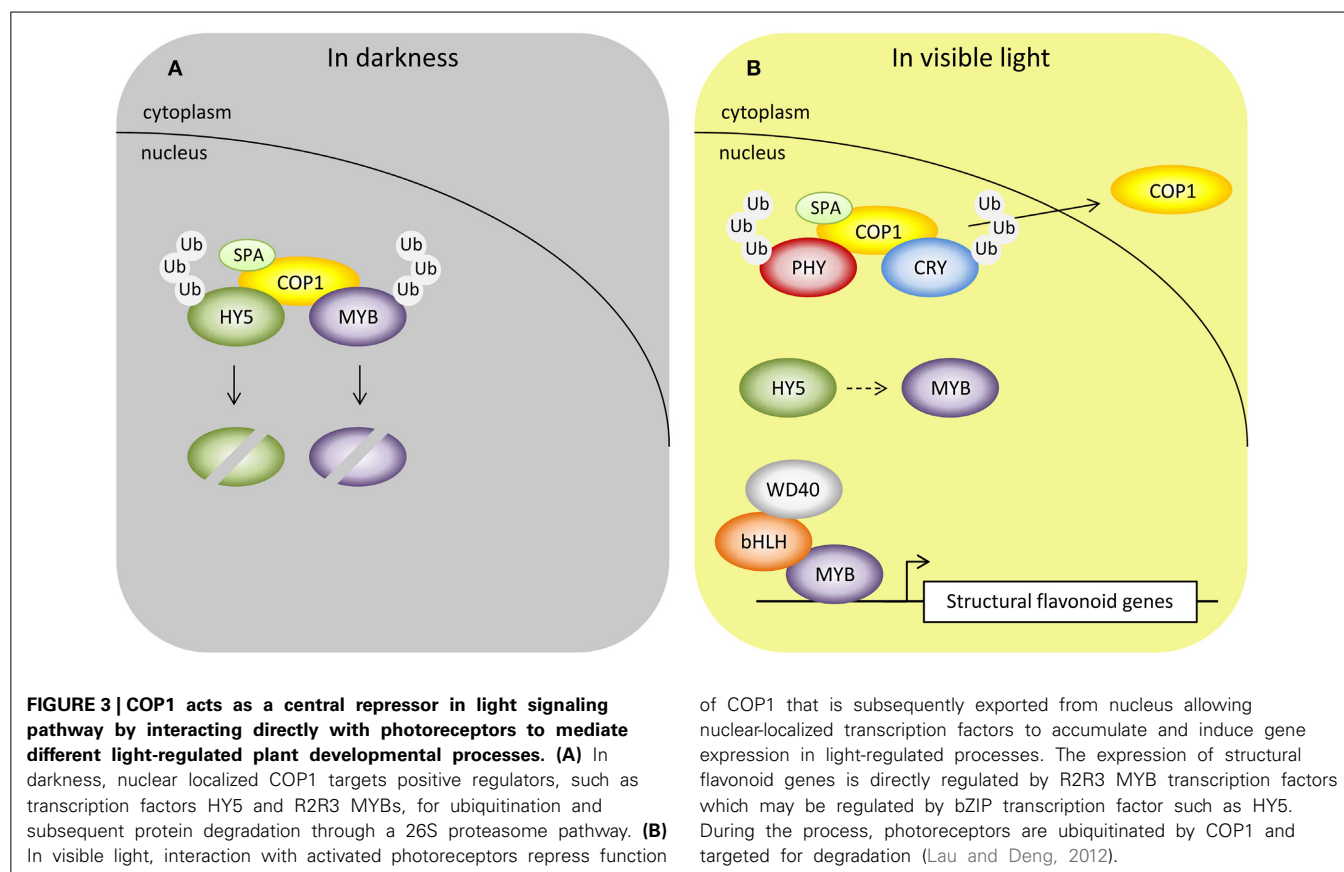 In darkness
A
cytoplasm
nucleus
Ub
Ub
Ub
SPA
COP1
HY5
MYB
Ub
Ub
Ub
In visible light
B
cytoplasm
nucleus
Ub
Ub
Ub
SPA
COP1
PHY
CRY
Ub
Ub
Ub
COP1
HY5
MYB
WD40
bHLH
MYB
Structural flavonoid genes
FIGURE 3 | COP1 acts as a central repressor in light signaling
pathway by interacting directly with photoreceptors to mediate
different light-regulated plant developmental processes. (A) In
darkness, nuclear localized COP1 targets positive regulators, such as
transcription factors HY5 and R2R3 MYBs, for ubiquitination and
subsequent protein degradation through a 26S proteasome pathway. (B)
In visible light, interaction with activated photoreceptors repress function
of COP1 that is subsequently exported from nucleus allowing
nuclear-localized transcription factors to accumulate and induce gene
expression in light-regulated processes. The expression of structural
flavonoid genes is directly regulated by R2R3 MYB transcription factors
which may be regulated by bZIP transcription factor such as HY5.
During the process, photoreceptors are ubiquitinated by COP1 and
targeted for degradation (Lau and Deng, 2012).